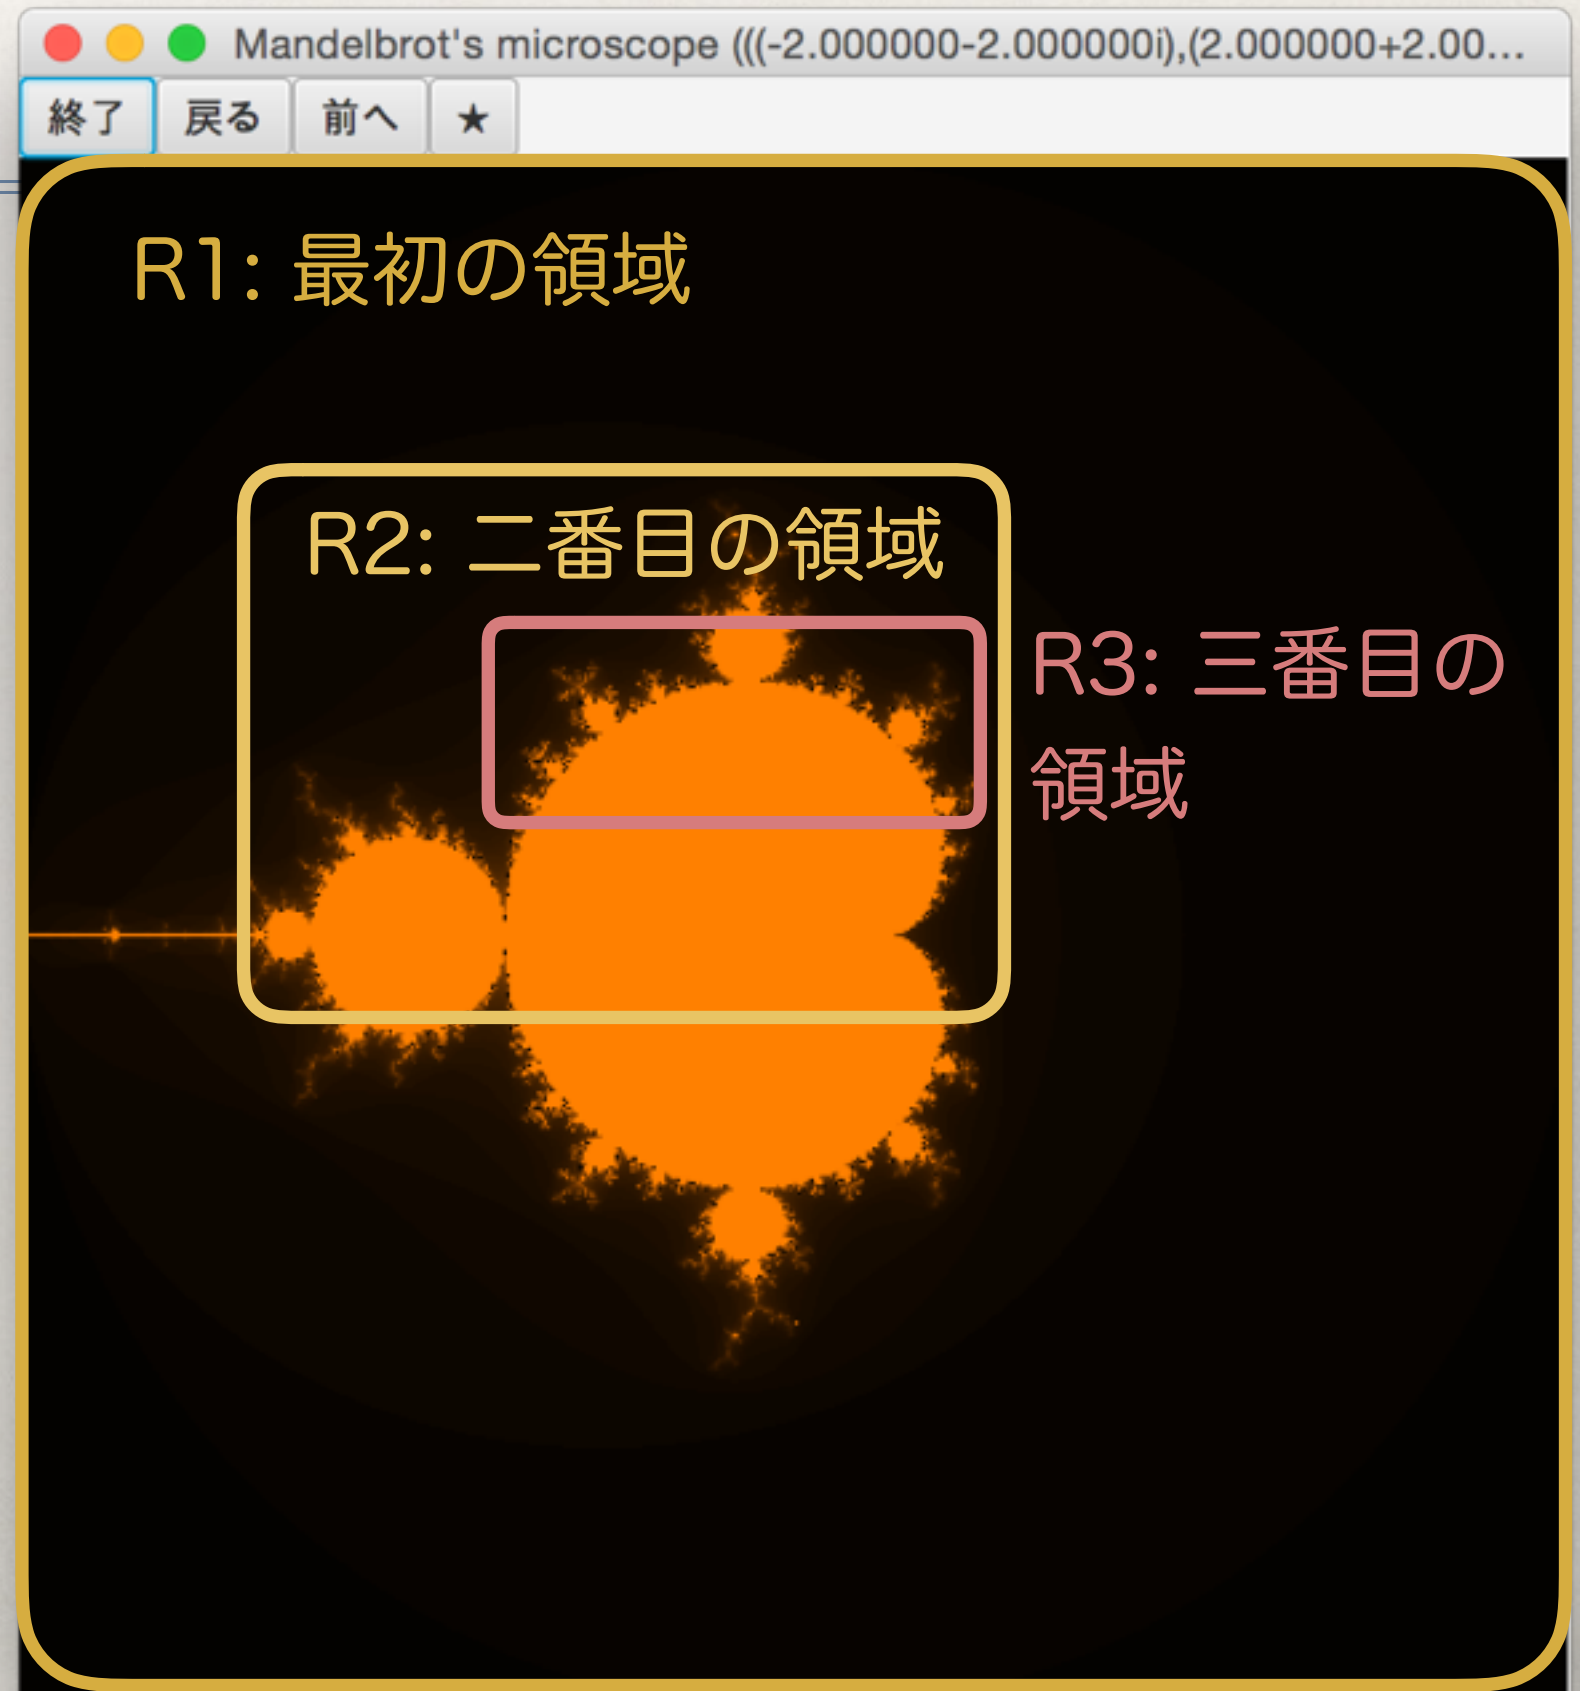 Mandelbrot's microscope (((-2.000000-2.000000i),(2.000000+2.00...
終了 戻る 前へ ★
R1: 最初の領域
R2: 二番目の領域
R3: 三番目の
領域